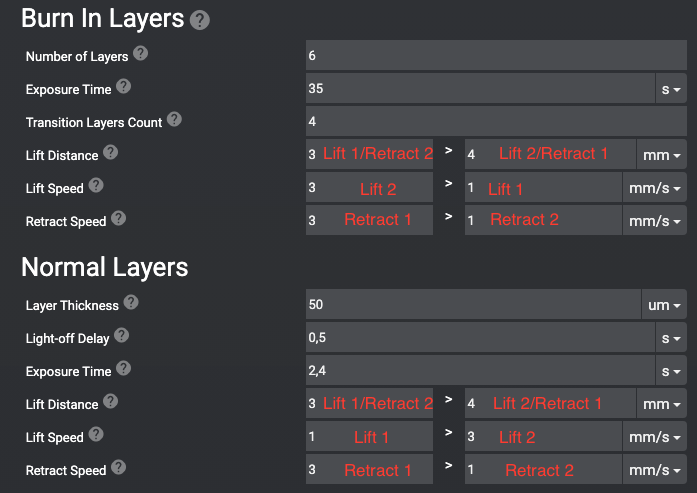 Burn In Layers ?
Number of Layers ? 6
Exposure Time ? 35 s
Transition Layers Count ? 4
Lift Distance ? 3 Lift 1/Retract 2 > 4 Lift 2/Retract 1 mm
Lift Speed ? 3 Lift 2 > 1 Lift 1 mm/s
Retract Speed ? 3 Retract 1 > 1 Retract 2 mm/s
Normal Layers
Layer Thickness ? 50 um
Light-off Delay ? 0,5 s
Exposure Time ? 2,4 s
Lift Distance ? 3 Lift 1/Retract 2 > 4 Lift 2/Retract 1 mm
Lift Speed ? 1 Lift 1 > 3 Lift 2 mm/s
Retract Speed ? 3 Retract 1 > 1 Retract 2 mm/s